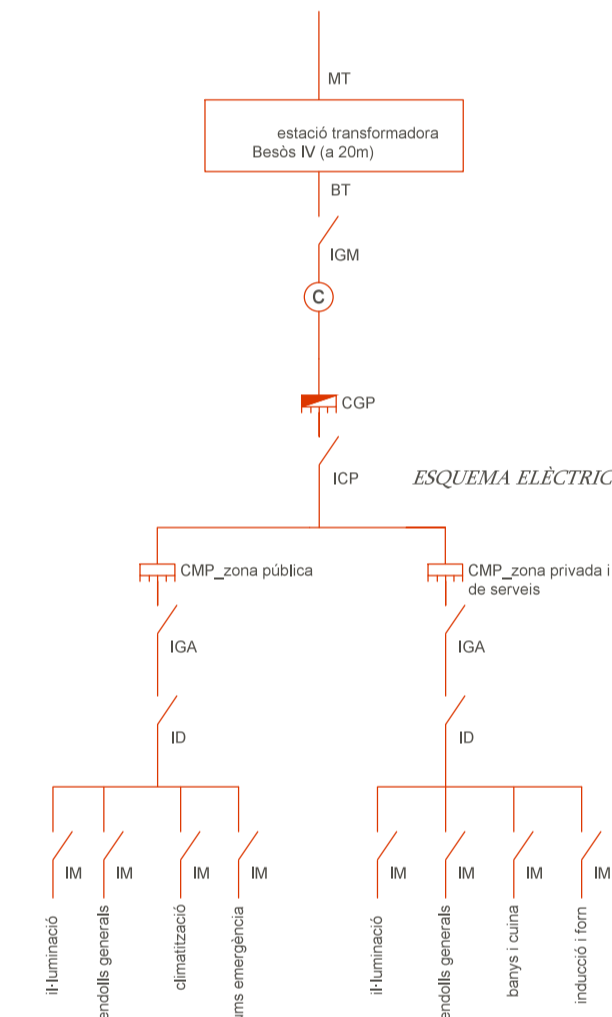 MT
estació transformadora
Besòs IV (a 20m)
BT
IGM
C
CGP
ICP
ESQUEMA ELÈCTRIC
CMP_zona pública
CMP_zona privada i
de serveis
IGA
IGA
ID
ID
IM
IM
IM
IM
IM
IM
IM
IM
il·luminació
endolls generals
climatització
ums emergència
il·luminació
endolls generals
banys i cuina
inducció i forn